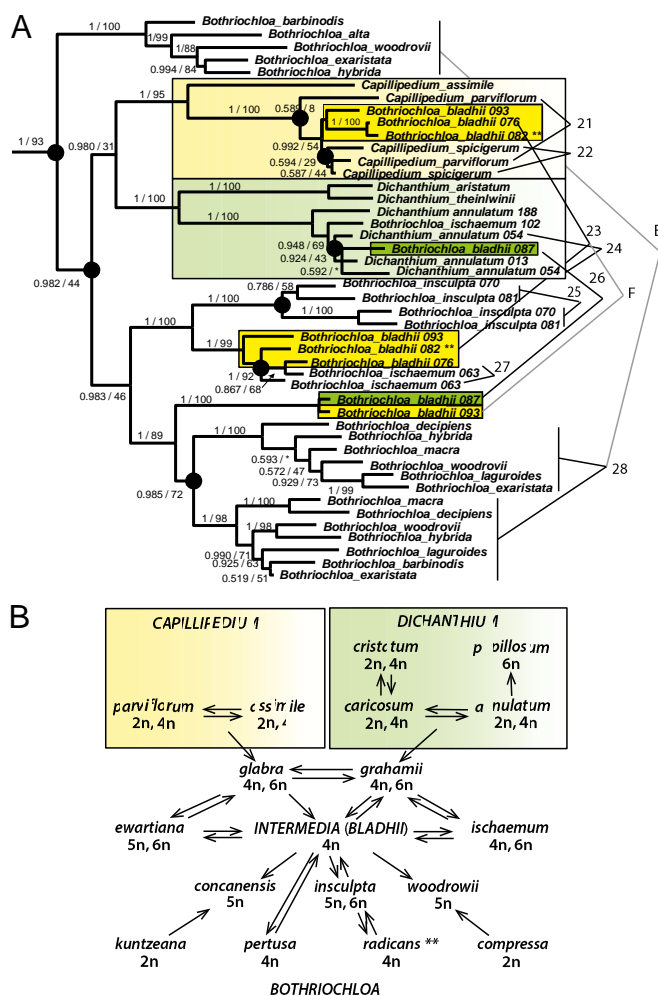 A
Bothriochloa_barbinodis
1 / 100
Bothriochloa_alta
1/99
Bothriochloa_woodrovii
1/88
Bothriochloa_exaristata
0.994 / 84
Bothriochloa_hybrida
1 / 95
Capillipedium_assimile
Capillipedium_parviflorum
0.589 / 8
1 / 100
Bothriochloa_bladhii 093
1 / 100
Bothriochloa_bladhii 076
Bothriochloa_bladhii 082 **
21
1 / 93
0.980 / 31
0.992 / 54
Capillipedium_spicigerum
22
0.594 / 29
Capillipedium_parviflorum
0.587 / 44
Capillipedium_spicigerum
1 / 100
Dichanthium_aristatum
Dichanthium_theinlwinii
1 / 100
1 / 100
Dichanthium annulatum 188
Bothriochloa_ischaemum 102
Dichanthium_annulatum 054
23
0.948 / 69
Bothriochloa_bladhii 087
24
0.924 / 43
Dichanthium_annulatum 013
0.592 / *
Dichanthium_annulatum 054
0.982 / 44
0.786 / 58
Bothriochloa_insculpta 070
26
Bothriochloa_insculpta 081
25
F
1 / 100
1 / 100
Bothriochloa_insculpta 070
Bothriochloa_insculpta 081
1 / 100
Bothriochloa_bladhii 093
1 / 99
Bothriochloa_bladhii 082 **
Bothriochloa_bladhii 076
27
1 / 92
Bothriochloa_ischaemum 063
0.867 / 68
Bothriochloa_ischaemum 063
0.983 / 46
1 / 100
Bothriochloa_bladhii 087
Bothriochloa_bladhii 093
Bothriochloa_decipiens
1 / 100
Bothriochloa_hybrida
1 / 89
0.593 / *
Bothriochloa_macra
0.572 / 47
Bothriochloa_woodrovii
28
0.929 / 73
Bothriochloa_laguroides
0.985 / 72
1 / 99
Bothriochloa_exaristata
1 / 100
Bothriochloa_macra
Bothriochloa_decipiens
1 / 98
1 / 98
Bothriochloa_woodrovii
Bothriochloa_hybrida
0.990 / 71
Bothriochloa_laguroides
0.925 / 63
Bothriochloa_barbinodis
0.519 / 51
Bothriochloa_exaristata
B
2n, 4n
6n
caricosum
2n, 4n
2n, 4n
2n, 4n
glabra
grahamii
4n, 6n
4n, 6n
ewartiana
INTERMEDIA (BLADHII)
ischaemum
5n, 6n
4n
4n, 6n
concanensis
insculpta
woodrowii
5n
5n, 6n
5n
kuntzeana
pertusa
radicans **
compressa
2n
4n
4n
2n
BOTHRIOCHLOA